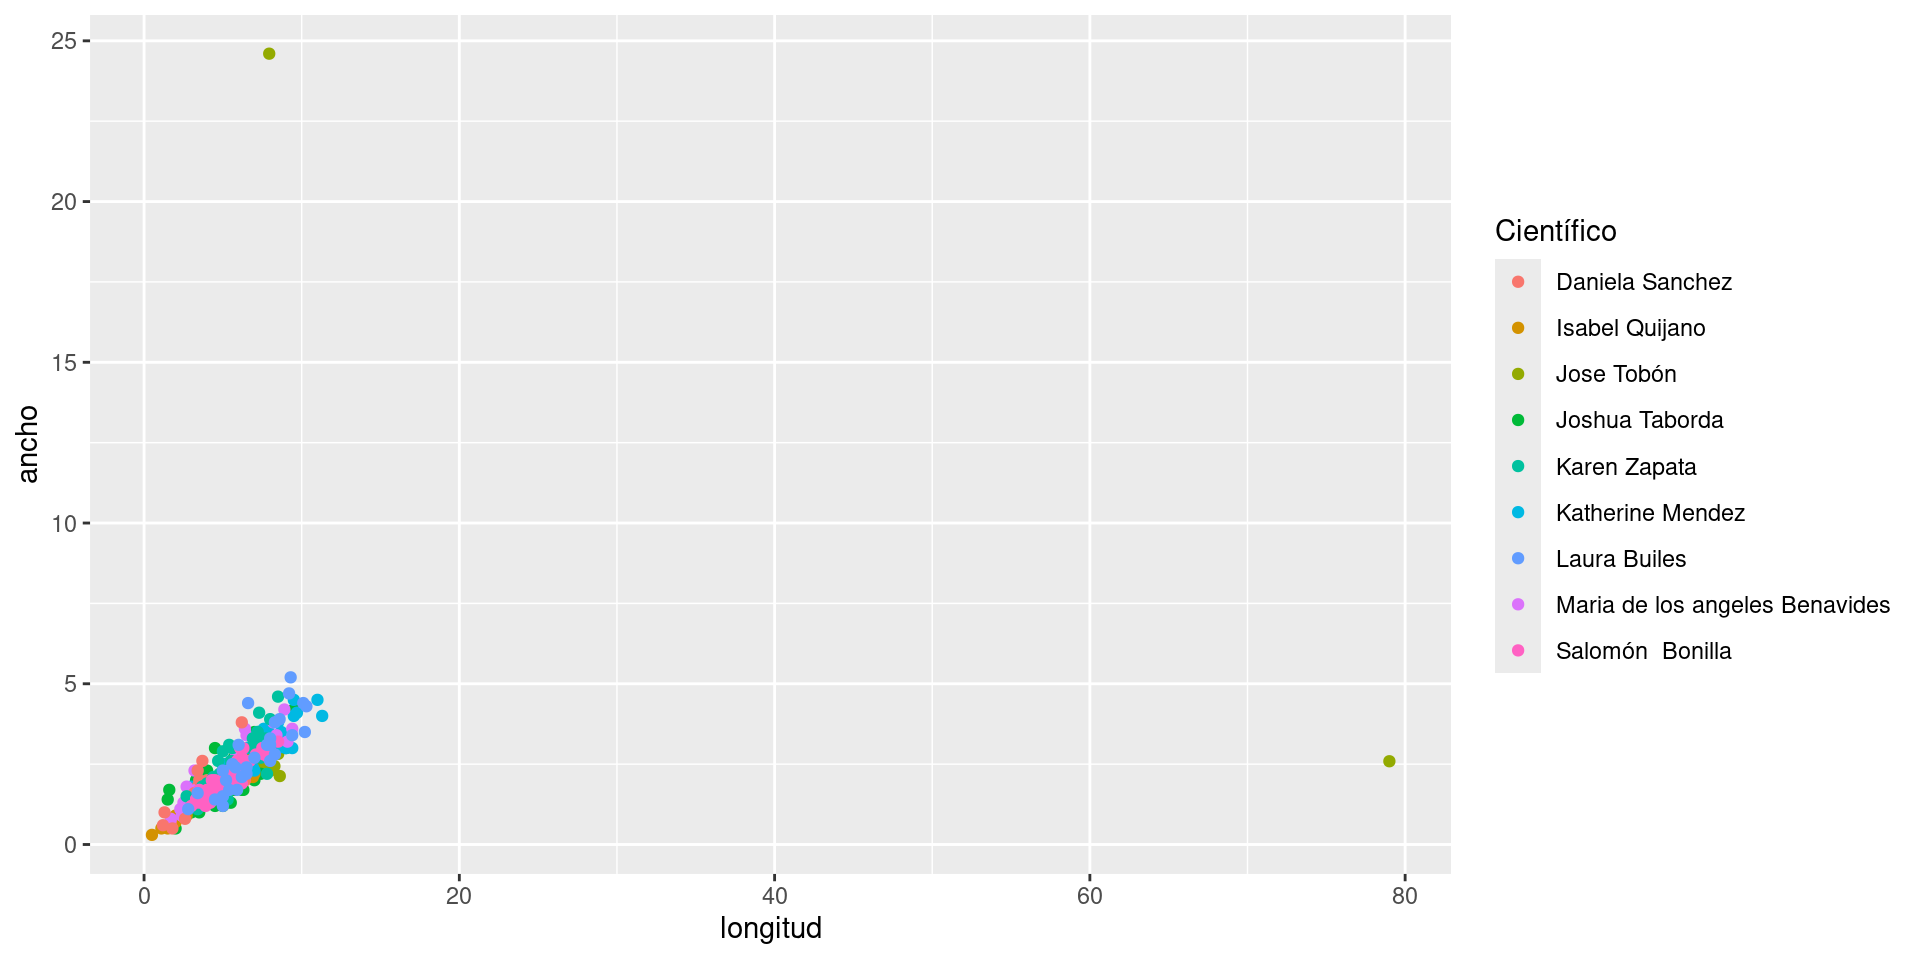 25
20
15
10
5
0
ancho
0
20
40
60
80
longitud
Científico
Daniela Sanchez
Isabel Quijano
Jose Tobón
Joshua Taborda
Karen Zapata
Katherine Mendez
Laura Builes
Maria de los angeles Benavides
Salomón  Bonilla